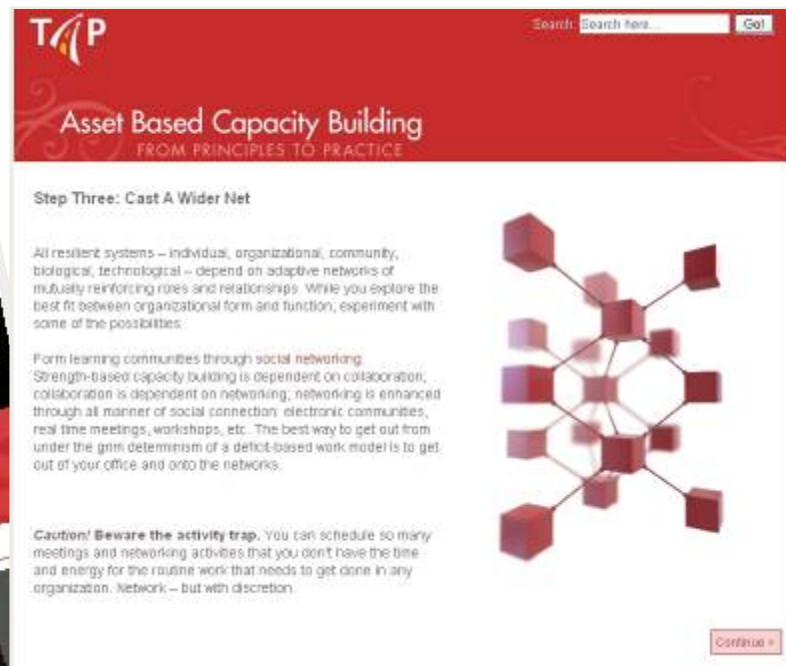 TAP
Search: Search here... Go!
Asset Based Capacity Building
FROM PRINCIPLES TO PRACTICE
Step Three: Cast A Wider Net
All resilient systems – individual, organizational, community,
biological, technological – depend on adaptive networks of
mutually reinforcing roles and relationships. While you explore the
best fit between organizational form and function, experiment with
some of the possibilities.
Form learning communities through social networking.
Strength-based capacity building is dependent on collaboration;
collaboration is dependent on networking; networking is enhanced
through all manner of social connection: electronic communities,
real time meetings, workshops, etc. The best way to get out from
under the grim determinism of a deficit-based work model is to get
out of your office and onto the networks.
Caution! Beware the activity trap. You can schedule so many
meetings and networking activities that you don't have the time
and energy for the routine work that needs to get done in any
organization. Network – but with discretion.
Continue »